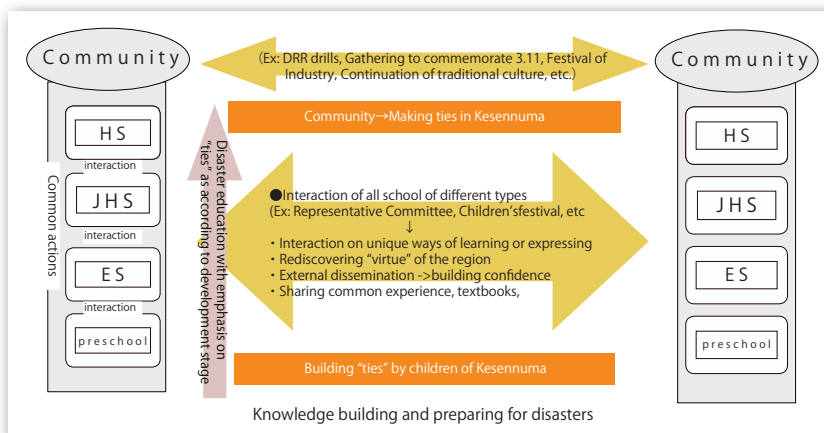 Community
(Ex: DRR drills, Gathering to commemorate 3.11, Festival of
Industry, Continuation of traditional culture, etc.)
Community
Community→Making ties in Kesennuma
HS
interaction
JHS
interaction
ES
interaction
preschool
Common actions
Disaster education with emphasis on
"ties" as according to development stage
●Interaction of all school of different types
(Ex: Representative Committee, Children'sfestival, etc
↓
・Interaction on unique ways of learning or expressing
・Rediscovering "virtue" of the region
・External dissemination ->building confidence
・Sharing common experience, textbooks,
Building "ties" by children of Kesennuma
HS
JHS
ES
preschool
Knowledge building and preparing for disasters